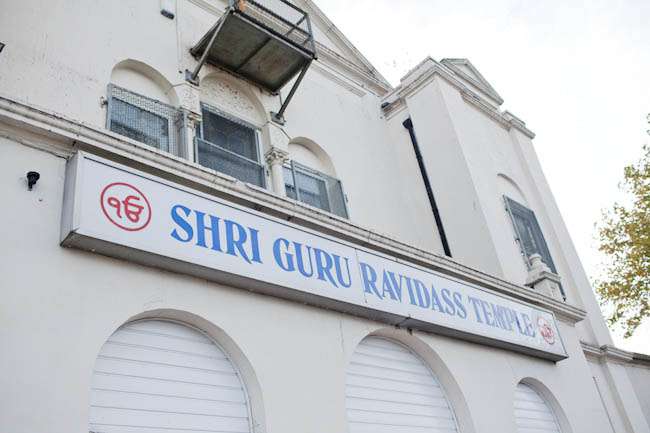 ੴ SHRI GURU RAVIDASS TEMPLE ੴ